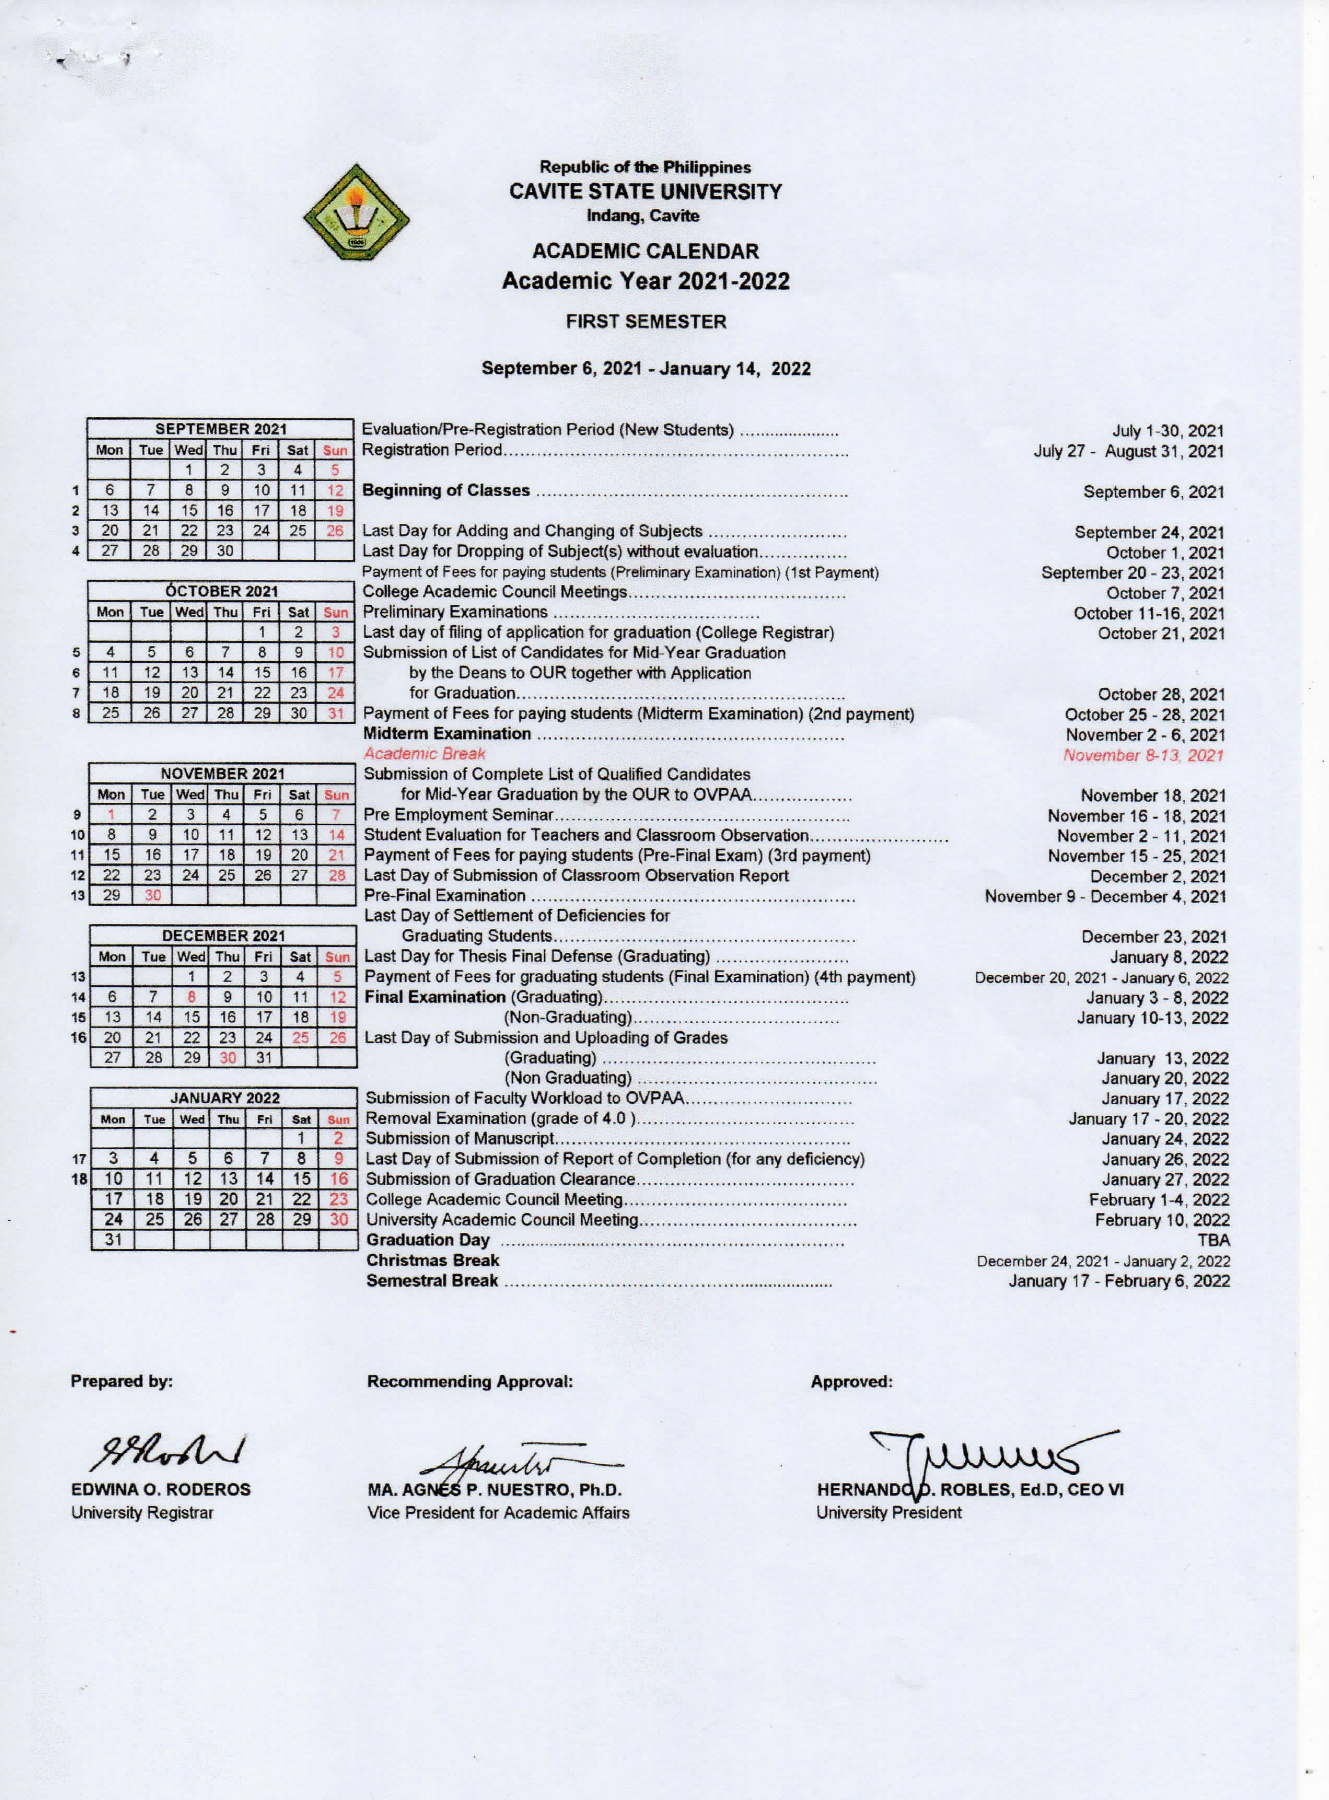 Republic of the Philippines
CAVITE STATE UNIVERSITY
Indang, Cavite
ACADEMIC CALENDAR
Academic Year 2021-2022
FIRST SEMESTER
September 6, 2021 - January 14, 2022
SEPTEMBER 2021
Mon Tue Wed Thu Fri Sat Sun
1 2 3 4 5
1 6 7 8 9 10 11 12
2 13 14 15 16 17 18 19
3 20 21 22 23 24 25 26
4 27 28 29 30
OCTOBER 2021
Mon Tue Wed Thu Fri Sat Sun
1 2 3
5 4 5 6 7 8 9 10
6 11 12 13 14 15 16 17
7 18 19 20 21 22 23 24
8 25 26 27 28 29 30 31
NOVEMBER 2021
Mon Tue Wed Thu Fri Sat Sun
9 1 2 3 4 5 6 7
10 8 9 10 11 12 13 14
11 15 16 17 18 19 20 21
12 22 23 24 25 26 27 28
13 29 30
DECEMBER 2021
Mon Tue Wed Thu Fri Sat Sun
13 1 2 3 4 5
14 6 7 8 9 10 11 12
15 13 14 15 16 17 18 19
16 20 21 22 23 24 25 26
27 28 29 30 31
JANUARY 2022
Mon Tue Wed Thu Fri Sat Sun
1 2
17 3 4 5 6 7 8 9
18 10 11 12 13 14 15 16
17 18 19 20 21 22 23
24 25 26 27 28 29 30
31
Evaluation/Pre-Registration Period (New Students) .................... July 1-30, 2021
Registration Period.................... July 27 - August 31, 2021
Beginning of Classes .................... September 6, 2021
Last Day for Adding and Changing of Subjects .................... September 24, 2021
Last Day for Dropping of Subject(s) without evaluation................. October 1, 2021
Payment of Fees for paying students (Preliminary Examination) (1st Payment) September 20 - 23, 2021
College Academic Council Meetings.................... October 7, 2021
Preliminary Examinations .................... October 11-16, 2021
Last day of filing of application for graduation (College Registrar) October 21, 2021
Submission of List of Candidates for Mid-Year Graduation
by the Deans to OUR together with Application
for Graduation.................... October 28, 2021
Payment of Fees for paying students (Midterm Examination) (2nd payment) October 25 - 28, 2021
Midterm Examination .................... November 2 - 6, 2021
Academic Break November 8-13, 2021
Submission of Complete List of Qualified Candidates
for Mid-Year Graduation by the OUR to OVPAA.................. November 18, 2021
Pre Employment Seminar.................... November 16 - 18, 2021
Student Evaluation for Teachers and Classroom Observation.................... November 2 - 11, 2021
Payment of Fees for paying students (Pre-Final Exam) (3rd payment) November 15 - 25, 2021
Last Day of Submission of Classroom Observation Report December 2, 2021
Pre-Final Examination .................... November 9 - December 4, 2021
Last Day of Settlement of Deficiencies for
Graduating Students.................... December 23, 2021
Last Day for Thesis Final Defense (Graduating) .................... January 8, 2022
Payment of Fees for graduating students (Final Examination) (4th payment) December 20, 2021 - January 6, 2022
Final Examination (Graduating).................... January 3 - 8, 2022
(Non-Graduating).................... January 10-13, 2022
Last Day of Submission and Uploading of Grades
(Graduating) .................... January 13, 2022
(Non Graduating) .................... January 20, 2022
Submission of Faculty Workload to OVPAA.................... January 17, 2022
Removal Examination (grade of 4.0 ).................... January 17 - 20, 2022
Submission of Manuscript.................... January 24, 2022
Last Day of Submission of Report of Completion (for any deficiency) January 26, 2022
Submission of Graduation Clearance.................... January 27, 2022
College Academic Council Meeting.................... February 1-4, 2022
University Academic Council Meeting.................... February 10, 2022
Graduation Day .................... TBA
Christmas Break December 24, 2021 - January 2, 2022
Semestral Break .................... January 17 - February 6, 2022
Prepared by: Recommending Approval: Approved:
EDWINA O. RODEROS MA. AGNES P. NUESTRO, Ph.D. HERNANDO D. ROBLES, Ed.D, CEO VI
University Registrar Vice President for Academic Affairs University President